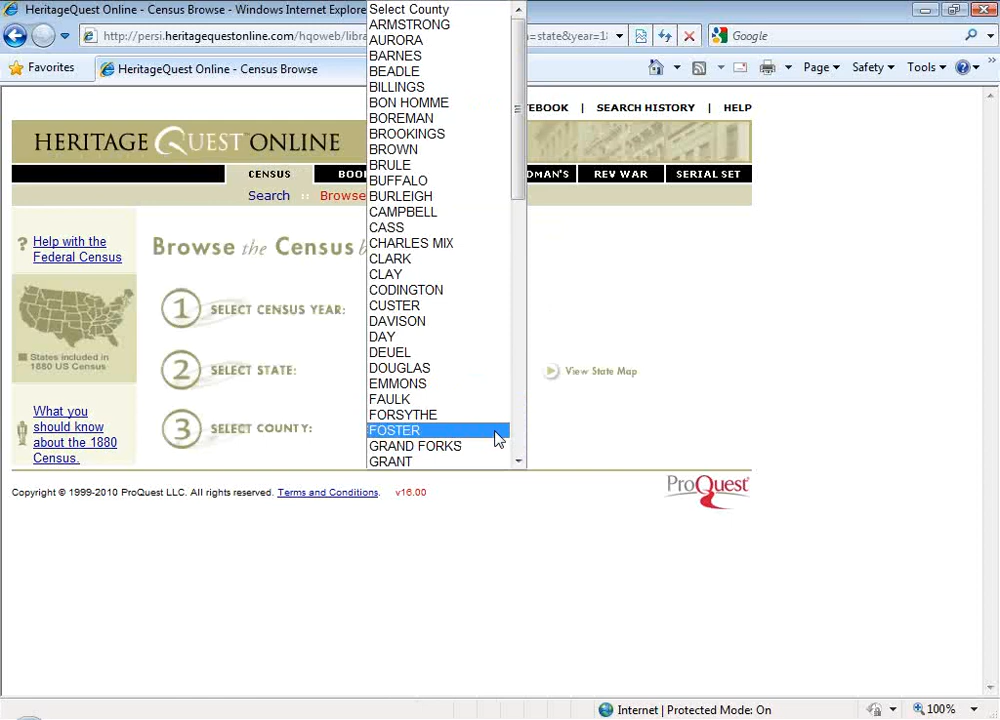 HeritageQuest Online - Census Browse - Windows Internet Explore
http://persi.heritagequestonline.com/hqoweb/libra
=state&year=1
Google
Favorites
HeritageQuest Online - Census Browse
Page
Safety
Tools
TEBOOK | SEARCH HISTORY | HELP
HERITAGE QUEST ONLINE
CENSUS
BOO
DMAN'S
REV WAR
SERIAL SET
Search :: Browse
? Help with the
Federal Census
Browse the Census b
States included in
1880 US Census
What you
should know
about the 1880
Census.
1 SELECT CENSUS YEAR:
2 SELECT STATE:
View State Map
3 SELECT COUNTY:
Select County
ARMSTRONG
AURORA
BARNES
BEADLE
BILLINGS
BON HOMME
BOREMAN
BROOKINGS
BROWN
BRULE
BUFFALO
BURLEIGH
CAMPBELL
CASS
CHARLES MIX
CLARK
CLAY
CODINGTON
CUSTER
DAVISON
DAY
DEUEL
DOUGLAS
EMMONS
FAULK
FORSYTHE
FOSTER
GRAND FORKS
GRANT
Copyright © 1999-2010 ProQuest LLC. All rights reserved. Terms and Conditions. v16.00
ProQuest
Internet | Protected Mode: On
100%